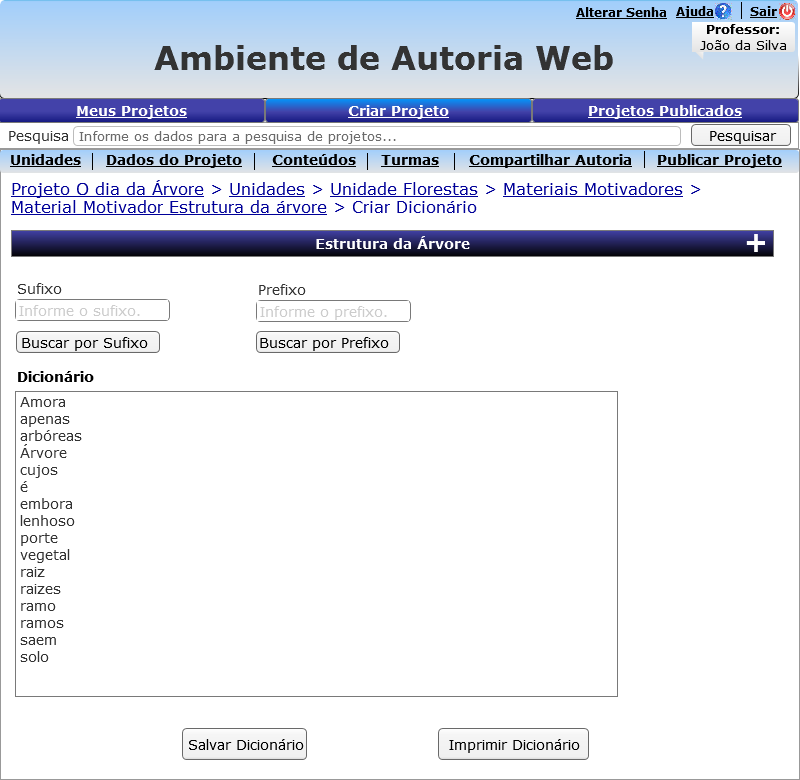 Alterar Senha Ajuda? Sair
Professor:
João da Silva
Ambiente de Autoria Web
Meus Projetos Criar Projeto Projetos Publicados
Pesquisa Informe os dados para a pesquisa de projetos... Pesquisar
Unidades | Dados do Projeto | Conteúdos | Turmas | Compartilhar Autoria | Publicar Projeto
Projeto O dia da Árvore > Unidades > Unidade Florestas > Materiais Motivadores >
Material Motivador Estrutura da árvore > Criar Dicionário
Estrutura da Árvore +
Sufixo Prefixo
Informe o sufixo. Informe o prefixo.
Buscar por Sufixo Buscar por Prefixo
Dicionário
Amora
apenas
arbóreas
Árvore
cujos
é
embora
lenhoso
porte
vegetal
raiz
raizes
ramo
ramos
saem
solo
Salvar Dicionário Imprimir Dicionário